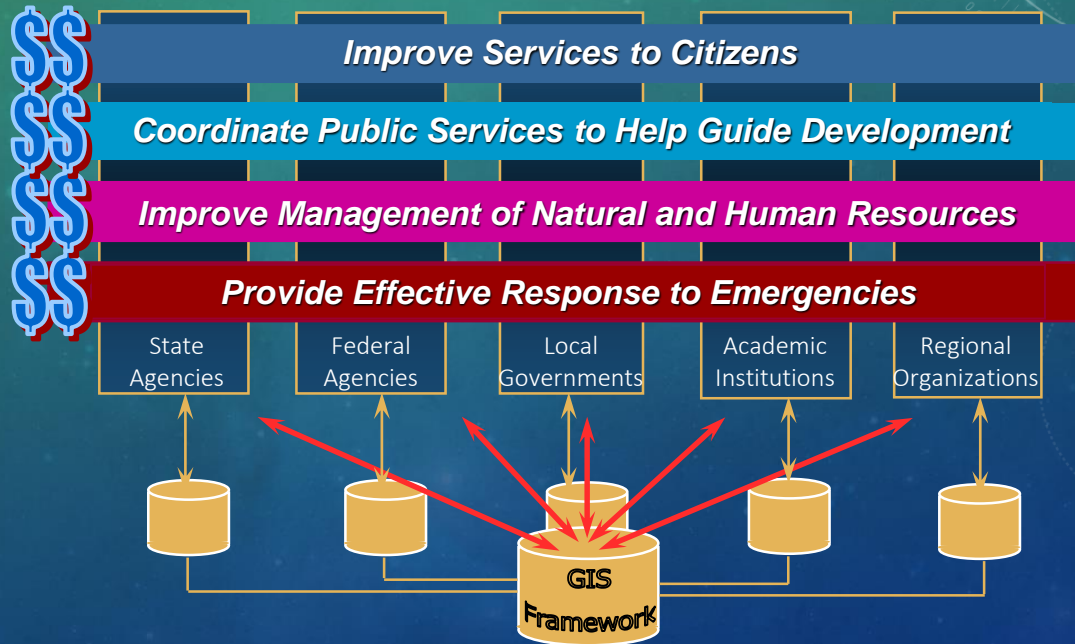 $$ Improve Services to Citizens
$$ Coordinate Public Services to Help Guide Development
$$ Improve Management of Natural and Human Resources
$$ Provide Effective Response to Emergencies
State
Agencies
Federal
Agencies
Local
Governments
Academic
Institutions
Regional
Organizations
GIS
Framework